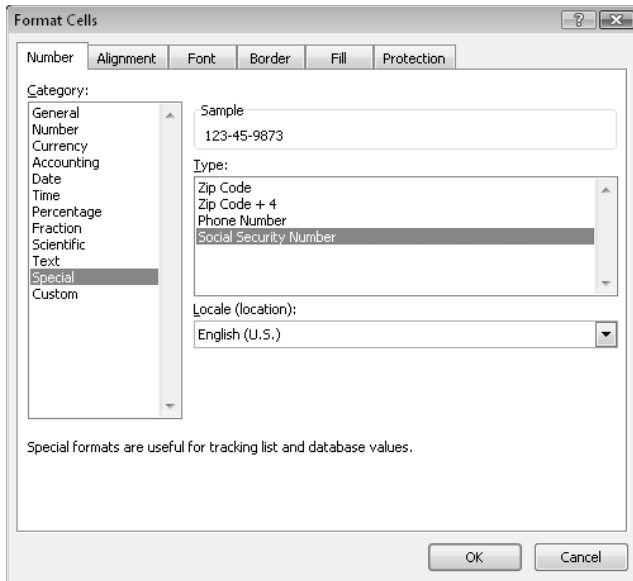 Format Cells
Number Alignment Font Border Fill Protection
Category:
General
Number
Currency
Accounting
Date
Time
Percentage
Fraction
Scientific
Text
Special
Custom
Sample
123-45-9873
Type:
Zip Code
Zip Code + 4
Phone Number
Social Security Number
Locale (location):
English (U.S.)
Special formats are useful for tracking list and database values.
OK Cancel